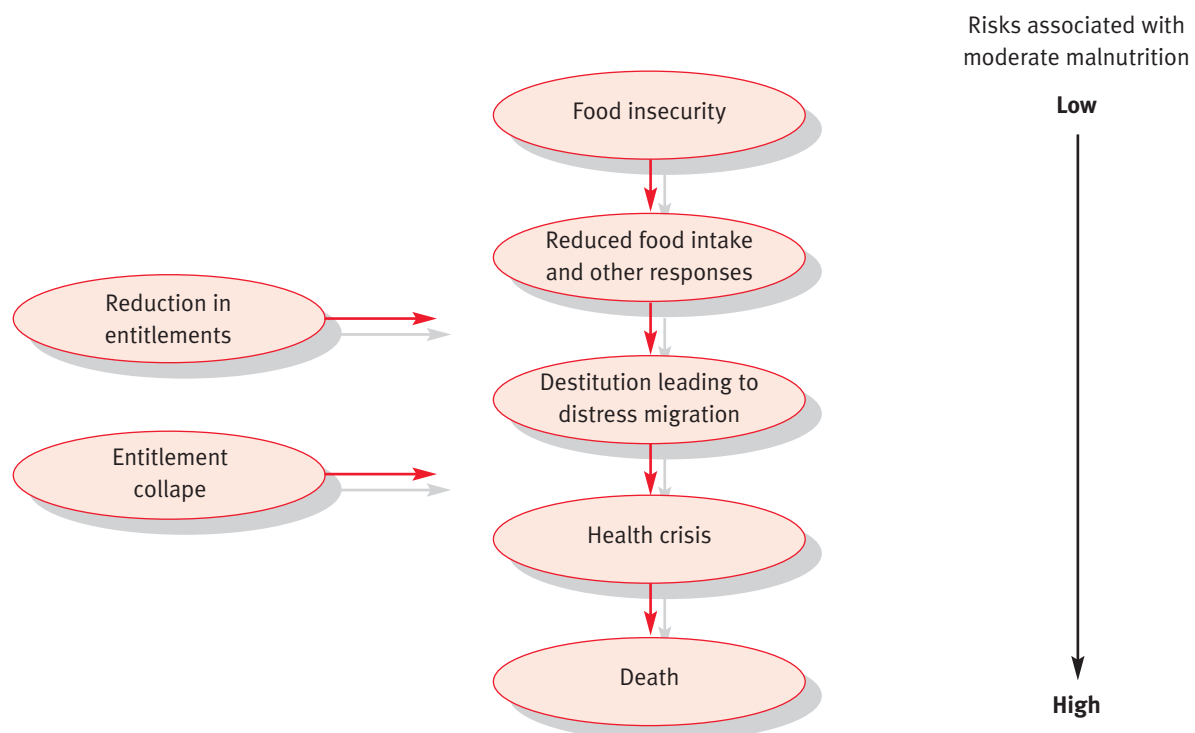 Risks associated with
moderate malnutrition
Low
Food insecurity
Reduced food intake
and other responses
Reduction in
entitlements
Destitution leading to
distress migration
Entitlement
collape
Health crisis
Death
High